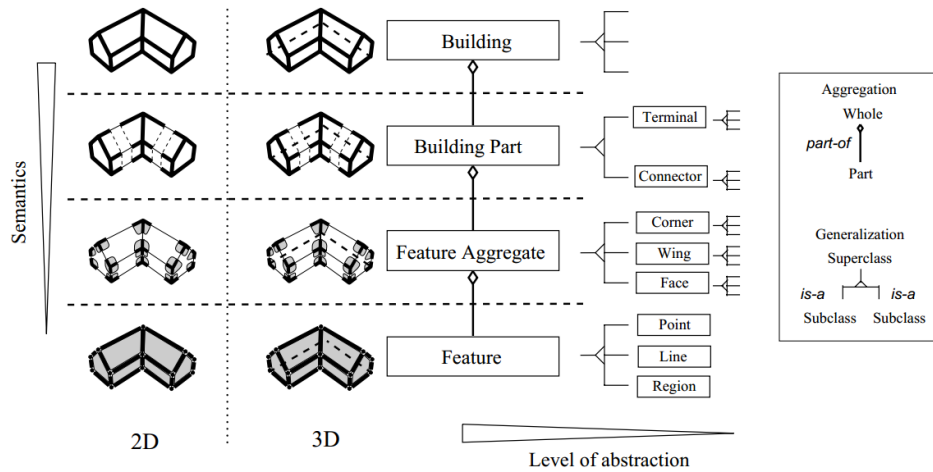 Building
Building Part
Feature Aggregate
Feature
Terminal
Connector
Corner
Wing
Face
Point
Line
Region
Semantics
2D
3D
Level of abstraction
Aggregation
Whole
part-of
Part
Generalization
Superclass
is-a is-a
Subclass Subclass